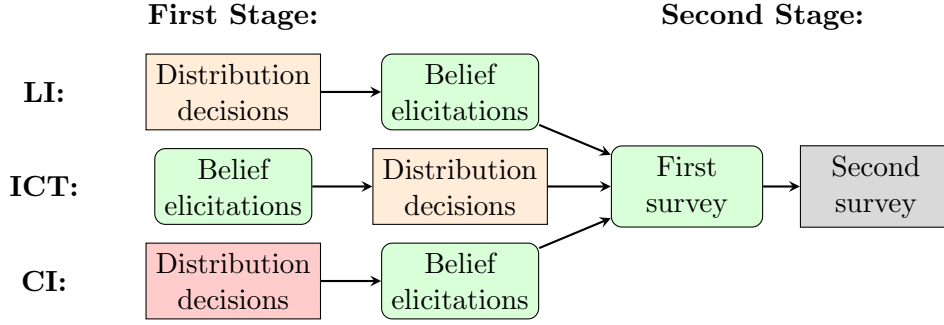 First Stage:
Second Stage:
LI:
Distribution
decisions
Belief
elicitations
ICT:
Belief
elicitations
Distribution
decisions
First
survey
Second
survey
CI:
Distribution
decisions
Belief
elicitations